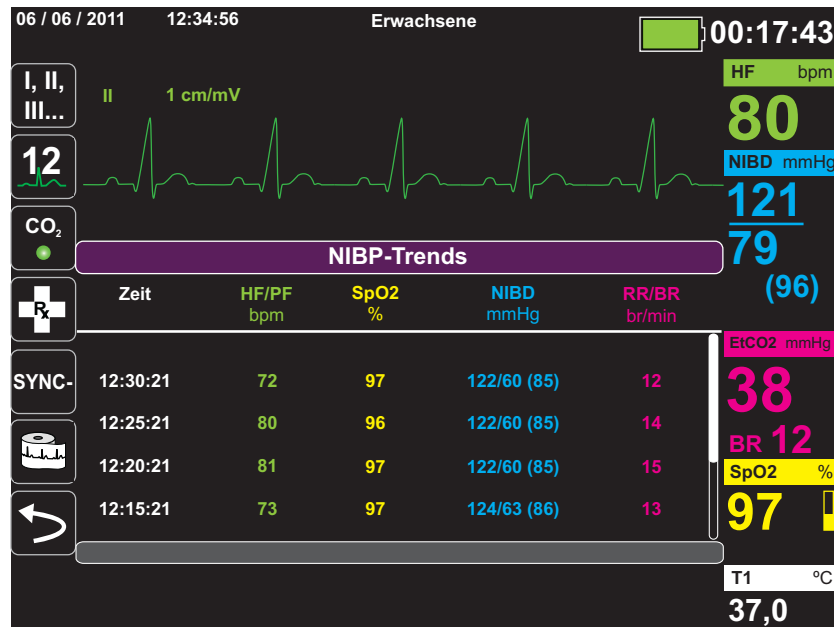 06 / 06 / 2011 12:34:56 Erwachsene 00:17:43
I, II,
III...
II 1 cm/mV
12
CO2
Rx
SYNC-
NIBP-Trends
Zeit HF/PF SpO2 NIBD RR/BR
bpm % mmHg br/min
12:30:21 72 97 122/60 (85) 12
12:25:21 80 96 122/60 (85) 14
12:20:21 81 97 122/60 (85) 15
12:15:21 73 97 124/63 (86) 13
HF bpm
80
NIBD mmHg
121
79
(96)
EtCO2 mmHg
38
BR 12
SpO2 %
97
T1 ºC
37,0